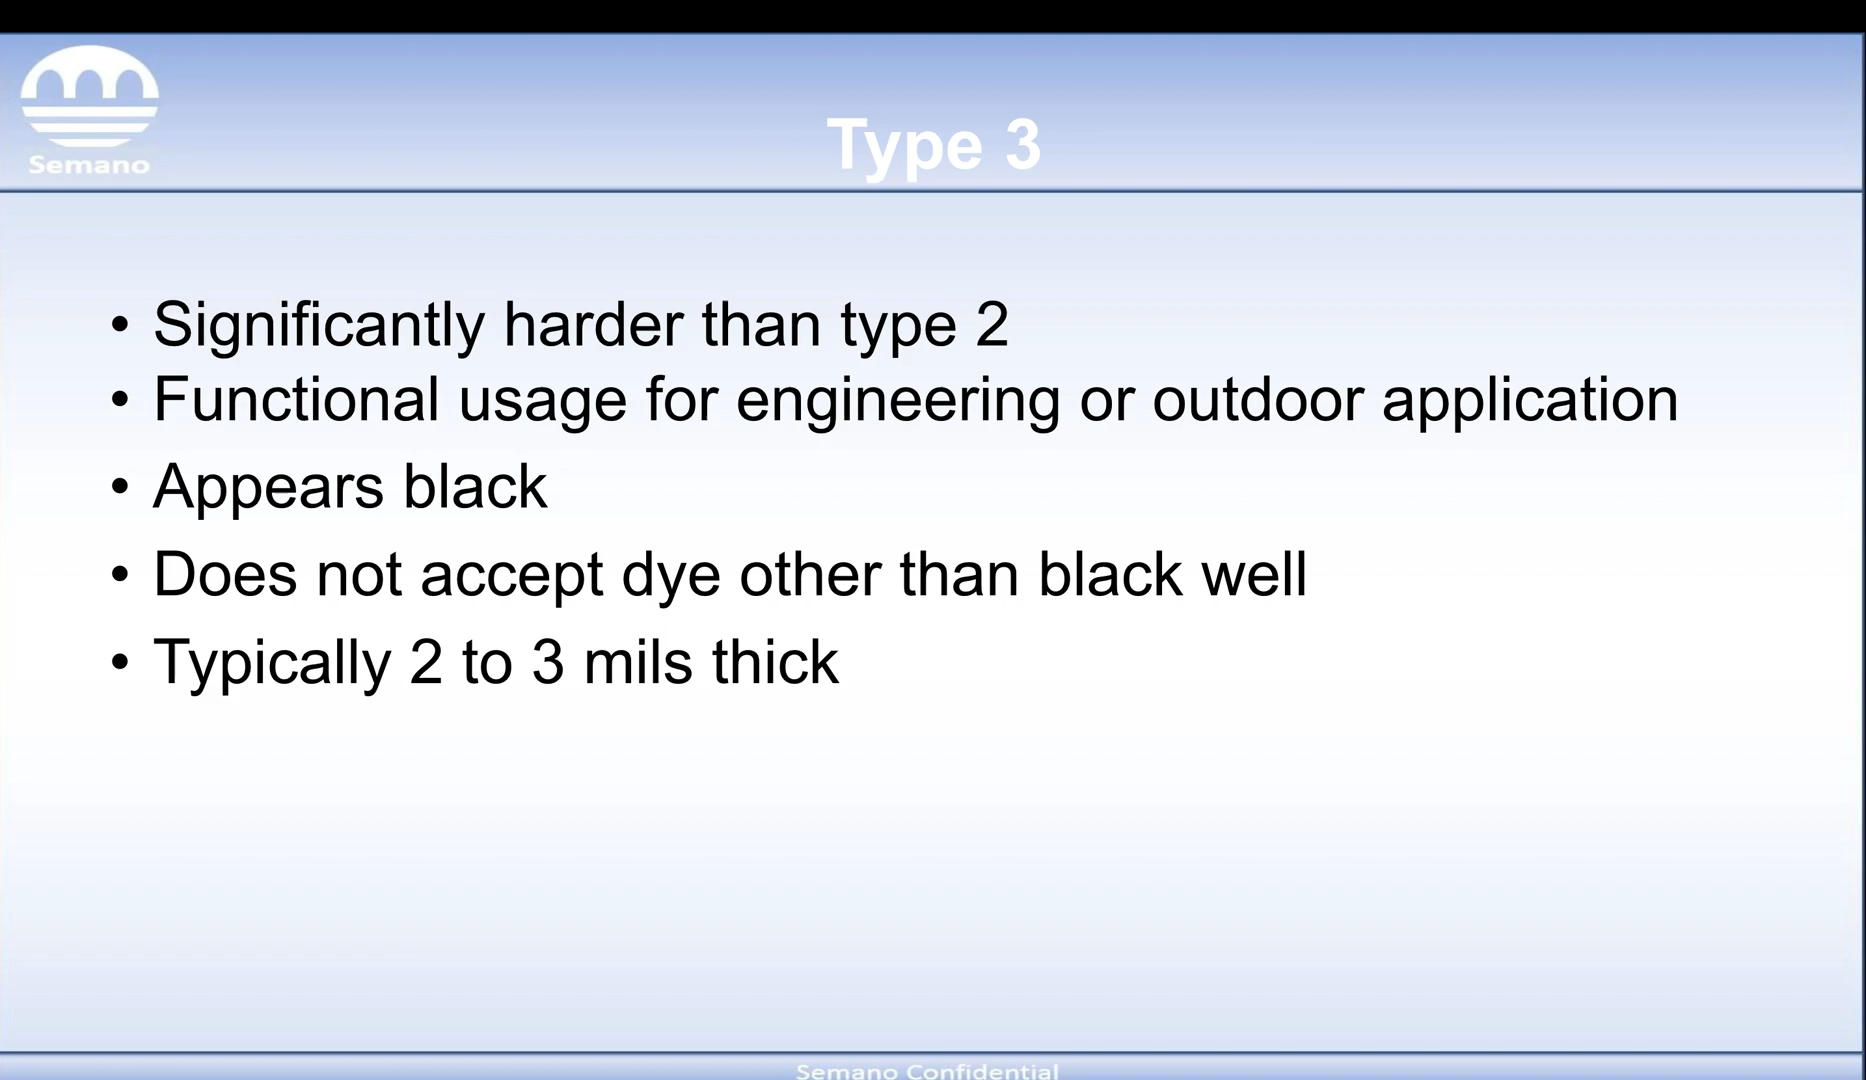 Semano
Type 3
• Significantly harder than type 2
• Functional usage for engineering or outdoor application
• Appears black
• Does not accept dye other than black well
• Typically 2 to 3 mils thick
Semano Confidential